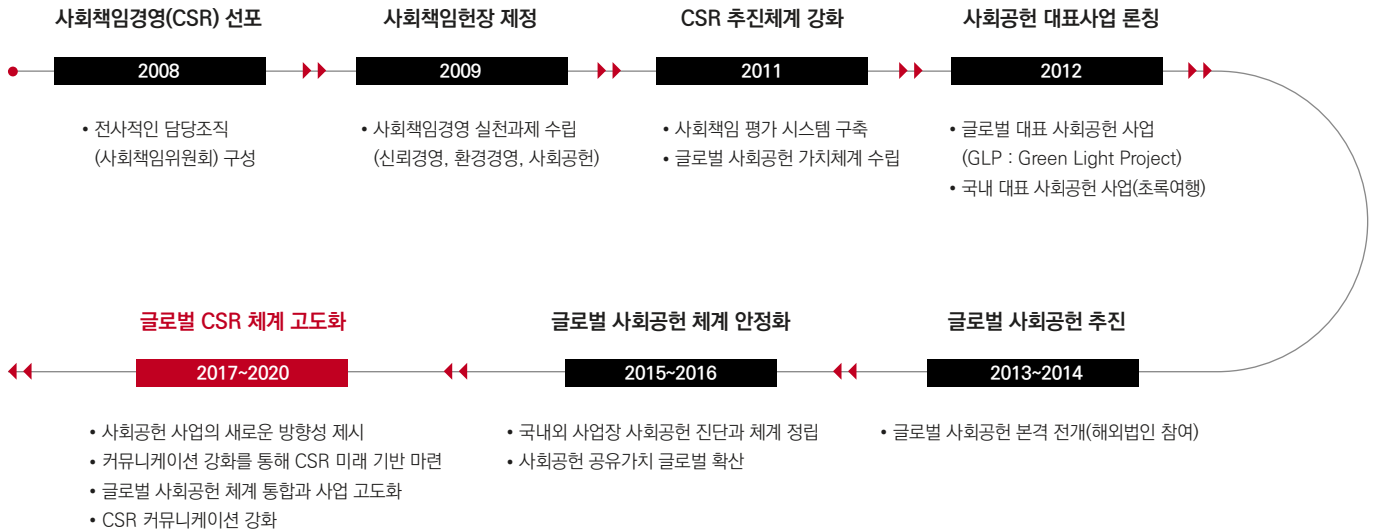 사회책임경영(CSR) 선포
2008
• 전사적인 담당조직
(사회책임위원회) 구성
사회책임헌장 제정
2009
• 사회책임경영 실천과제 수립
(신뢰경영, 환경경영, 사회공헌)
CSR 추진체계 강화
2011
• 사회책임 평가 시스템 구축
• 글로벌 사회공헌 가치체계 수립
사회공헌 대표사업 론칭
2012
• 글로벌 대표 사회공헌 사업
(GLP : Green Light Project)
• 국내 대표 사회공헌 사업(초록여행)
글로벌 사회공헌 추진
2013~2014
• 글로벌 사회공헌 본격 전개(해외법인 참여)
글로벌 사회공헌 체계 안정화
2015~2016
• 국내외 사업장 사회공헌 진단과 체계 정립
• 사회공헌 공유가치 글로벌 확산
글로벌 CSR 체계 고도화
2017~2020
• 사회공헌 사업의 새로운 방향성 제시
• 커뮤니케이션 강화를 통해 CSR 미래 기반 마련
• 글로벌 사회공헌 체계 통합과 사업 고도화
• CSR 커뮤니케이션 강화